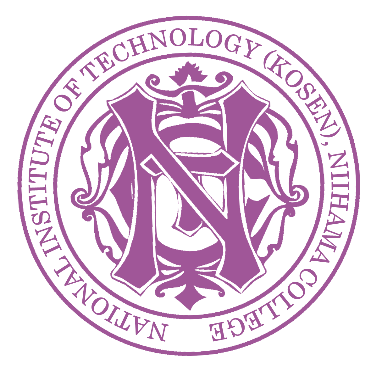 NATIONAL INSTITUTE OF TECHNOLOGY (KOSEN), NIIHAMA COLLEGE